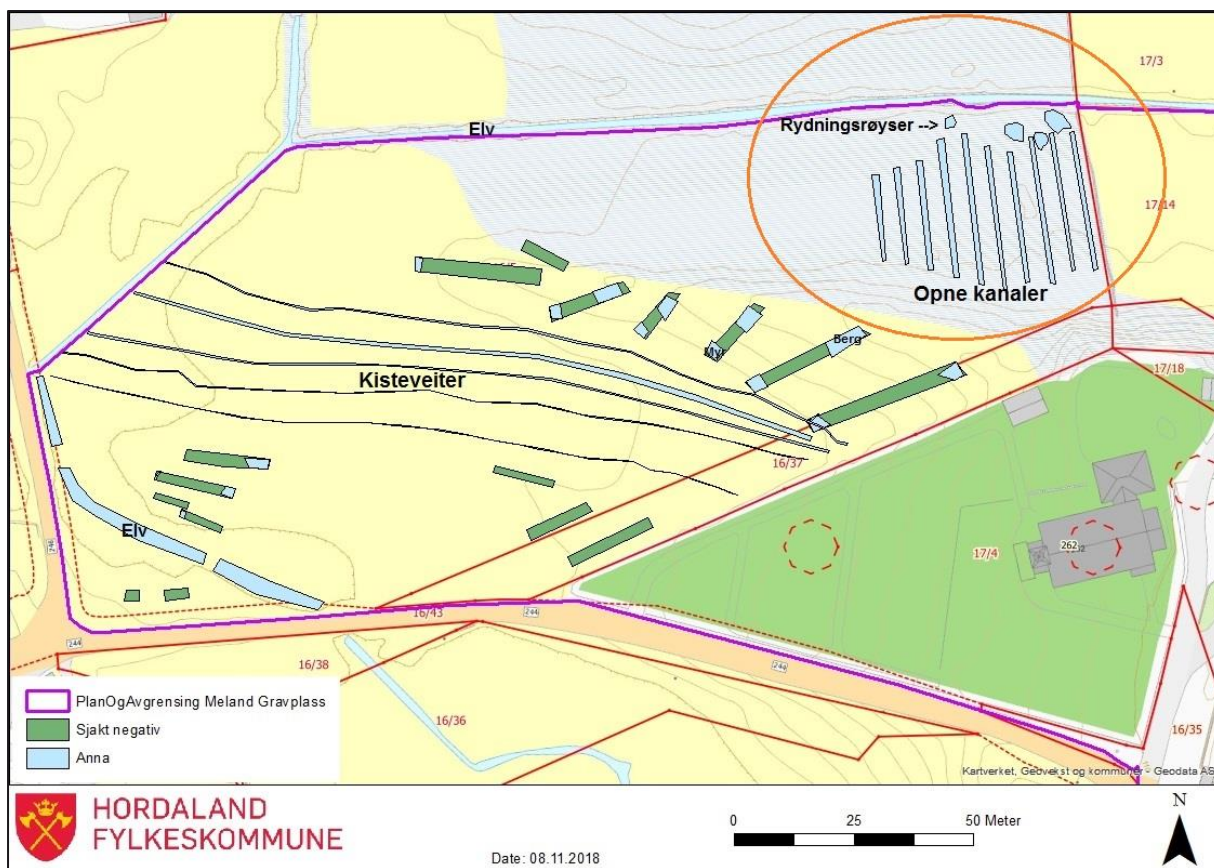 17/3
Elv
Rydningsrøyser -->
17/14
Opne kanaler
Berg
Myr
Kisteveiter
17/18
16/37
246
Elv
262
17/4
16/43
244
244
244
16/38
16/36
16/35
PlanOgAvgrensing Meland Gravplass
Sjakt negativ
Anna
Kartverket, Geovekst og kommuner - Geodata AS
HORDALAND
FYLKESKOMMUNE
Date: 08.11.2018
0 25 50 Meter
N